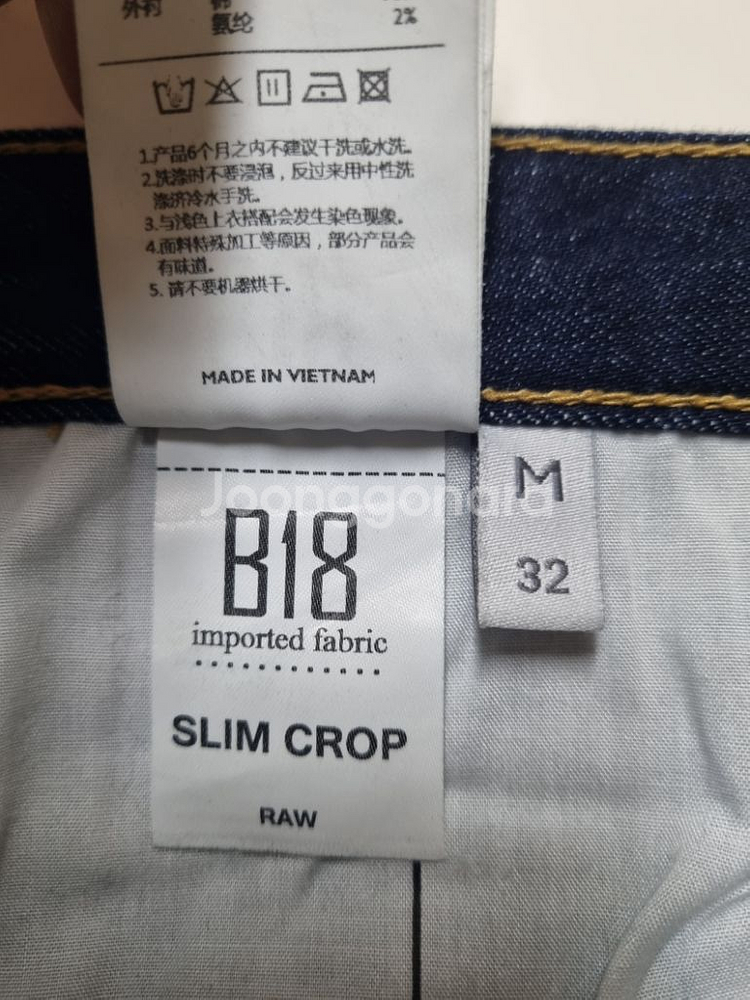 外衬
氨纶 2%
1.产品6个月之内不建议干洗或水洗。
2.洗涤时不要浸泡，反过来用中性洗
涤济冷水手洗。
3.与浅色上衣搭配会发生染色现象。
4.面料特殊加工等原因，部分产品会
有味道。
5. 请不要机器烘干。
MADE IN VIETNAM
M
32
Joonggonara
B18
imported fabric
SLIM CROP
RAW